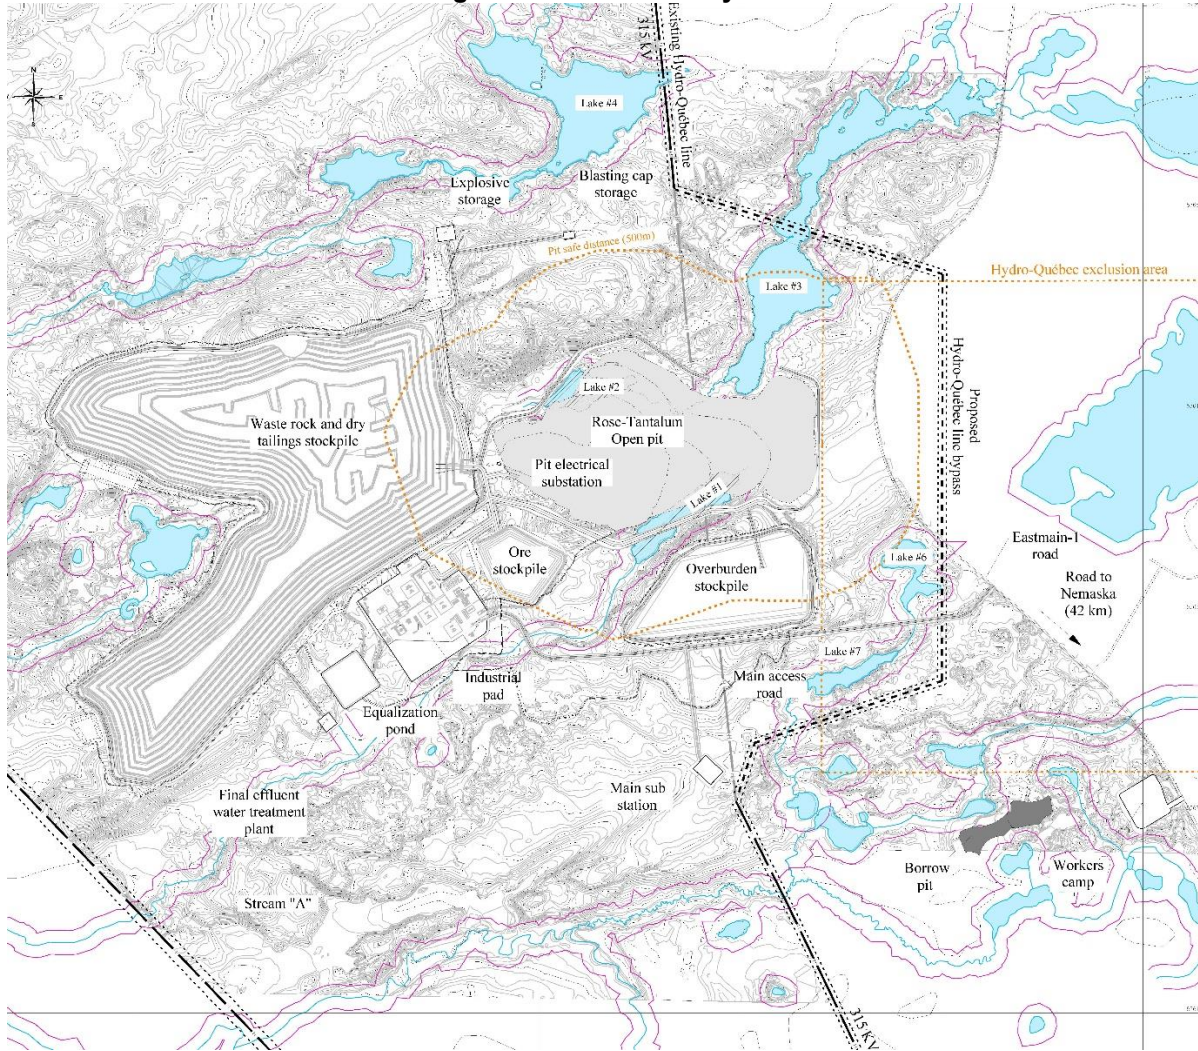 315 kV
Existing Hydro-Québec line
N
E
S
Lake #4
Explosive
storage
Blasting cap
storage
Pit safe distance (500m)
Hydro-Québec exclusion area
Lake #3
Lake #2
Waste rock and dry
tailings stockpile
Rose-Tantalum
Open pit
Pit electrical
substation
Lake #1
Proposed
Hydro-Québec line bypass
Ore
stockpile
Overburden
stockpile
Lake #6
Eastmain-1
road
Road to
Nemaska
(42 km)
Lake #7
Main access
road
Industrial
pad
Equalization
pond
Final effluent
water treatment
plant
Main sub
station
Borrow
pit
Workers
camp
Stream "A"
315 KV